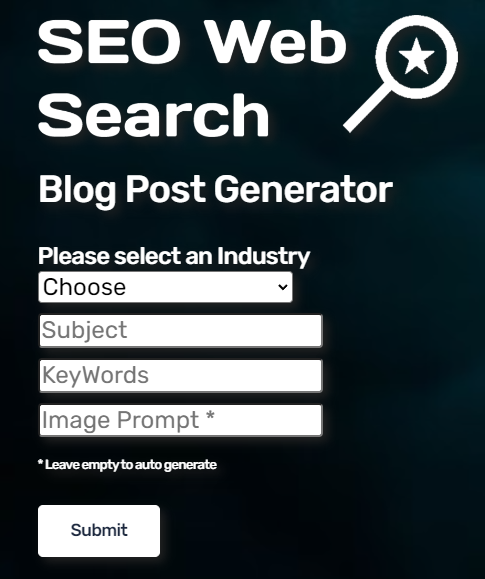 SEO Web
Search
Blog Post Generator
Please select an Industry
Choose
Subject
KeyWords
Image Prompt *
* Leave empty to auto generate
Submit